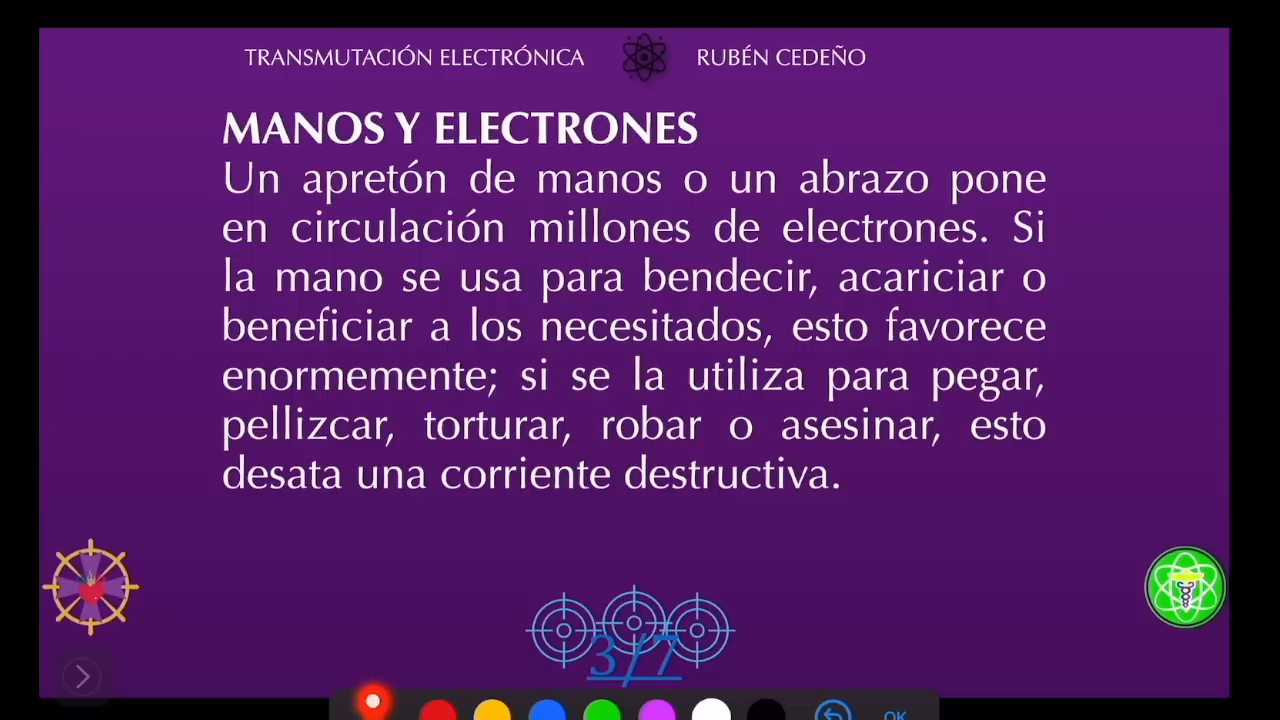 TRANSMUTACIÓN ELECTRÓNICA RUBÉN CEDEÑO
MANOS Y ELECTRONES
Un apretón de manos o un abrazo pone
en circulación millones de electrones. Si
la mano se usa para bendecir, acariciar o
beneficiar a los necesitados, esto favorece
enormemente; si se la utiliza para pegar,
pellizcar, torturar, robar o asesinar, esto
desata una corriente destructiva.
3/7
OK